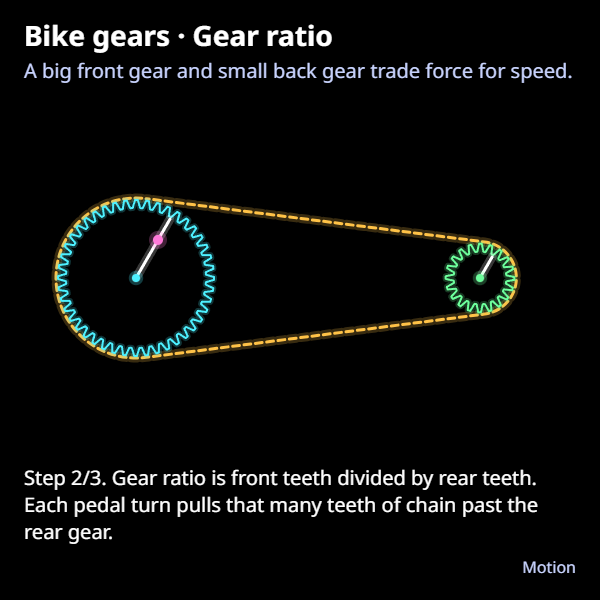 Bike gears · Gear ratio
A big front gear and small back gear trade force for speed.
Step 2/3. Gear ratio is front teeth divided by rear teeth.
Each pedal turn pulls that many teeth of chain past the
rear gear.
Motion